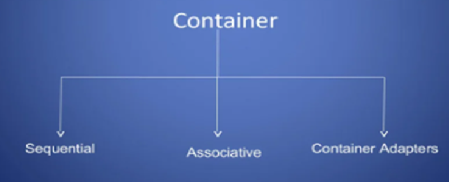 Container
Sequential
Associative
Container Adapters